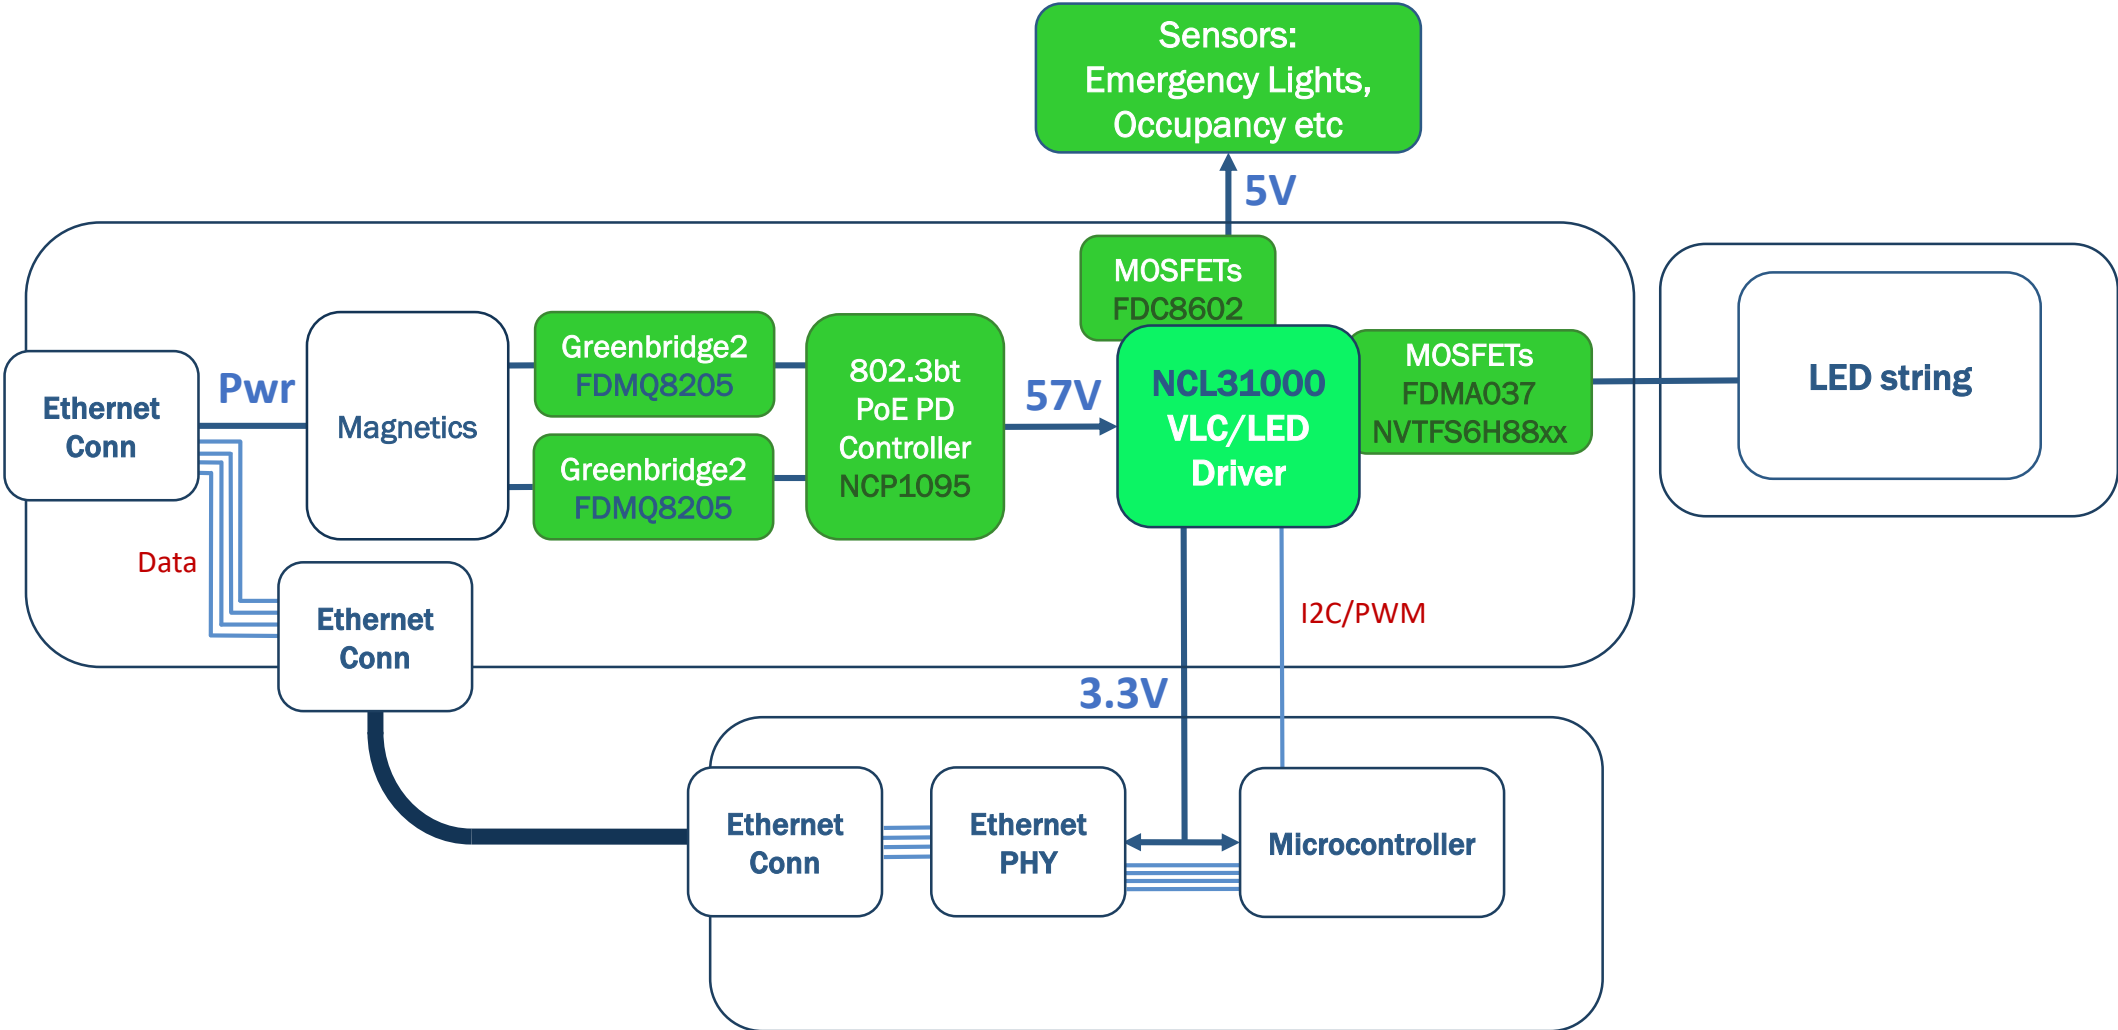 Sensors:
Emergency Lights,
Occupancy etc
5V
MOSFETs
FDC8602
Ethernet
Conn
Pwr
Magnetics
Greenbridge2
FDMQ8205
Greenbridge2
FDMQ8205
802.3bt
PoE PD
Controller
NCP1095
57V
NCL31000
VLC/LED
Driver
MOSFETs
FDMA037
NVTFS6H88xx
LED string
Data
Ethernet
Conn
I2C/PWM
3.3V
Ethernet
Conn
Ethernet
PHY
Microcontroller